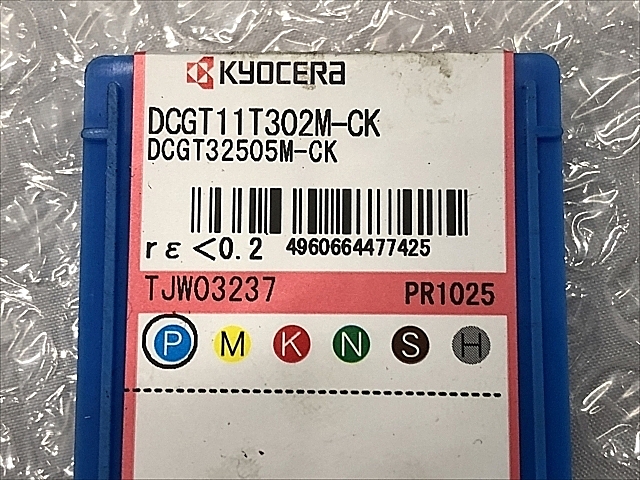 KYOCERA
DCGT11T302M-CK
DCGT32505M-CK
rε<0.2 4960664477425
TJW03237 PR1025
P M K N S H